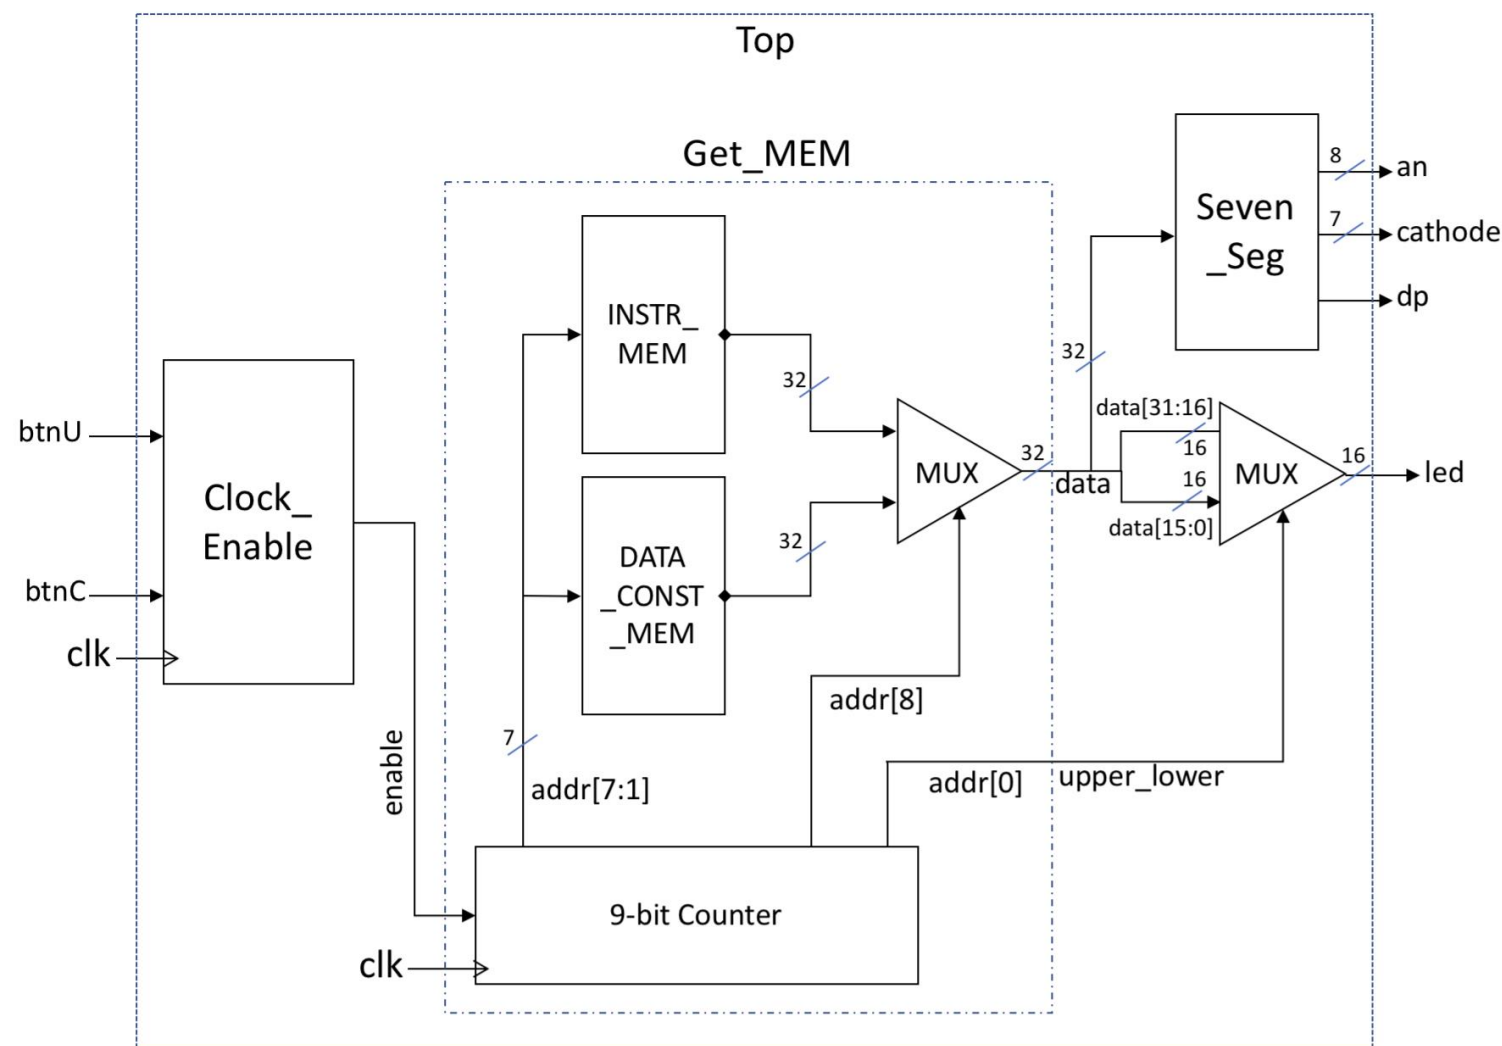 Top
Get_MEM
Seven
_Seg
8
an
7
cathode
dp
INSTR_
MEM
32
32
btnU
Clock_
Enable
btnC
clk
DATA
_CONST
_MEM
32
MUX
32
data
data[31:16]
16
16
data[15:0]
MUX
16
led
addr[8]
enable
7
addr[7:1]
addr[0]
upper_lower
9-bit Counter
clk